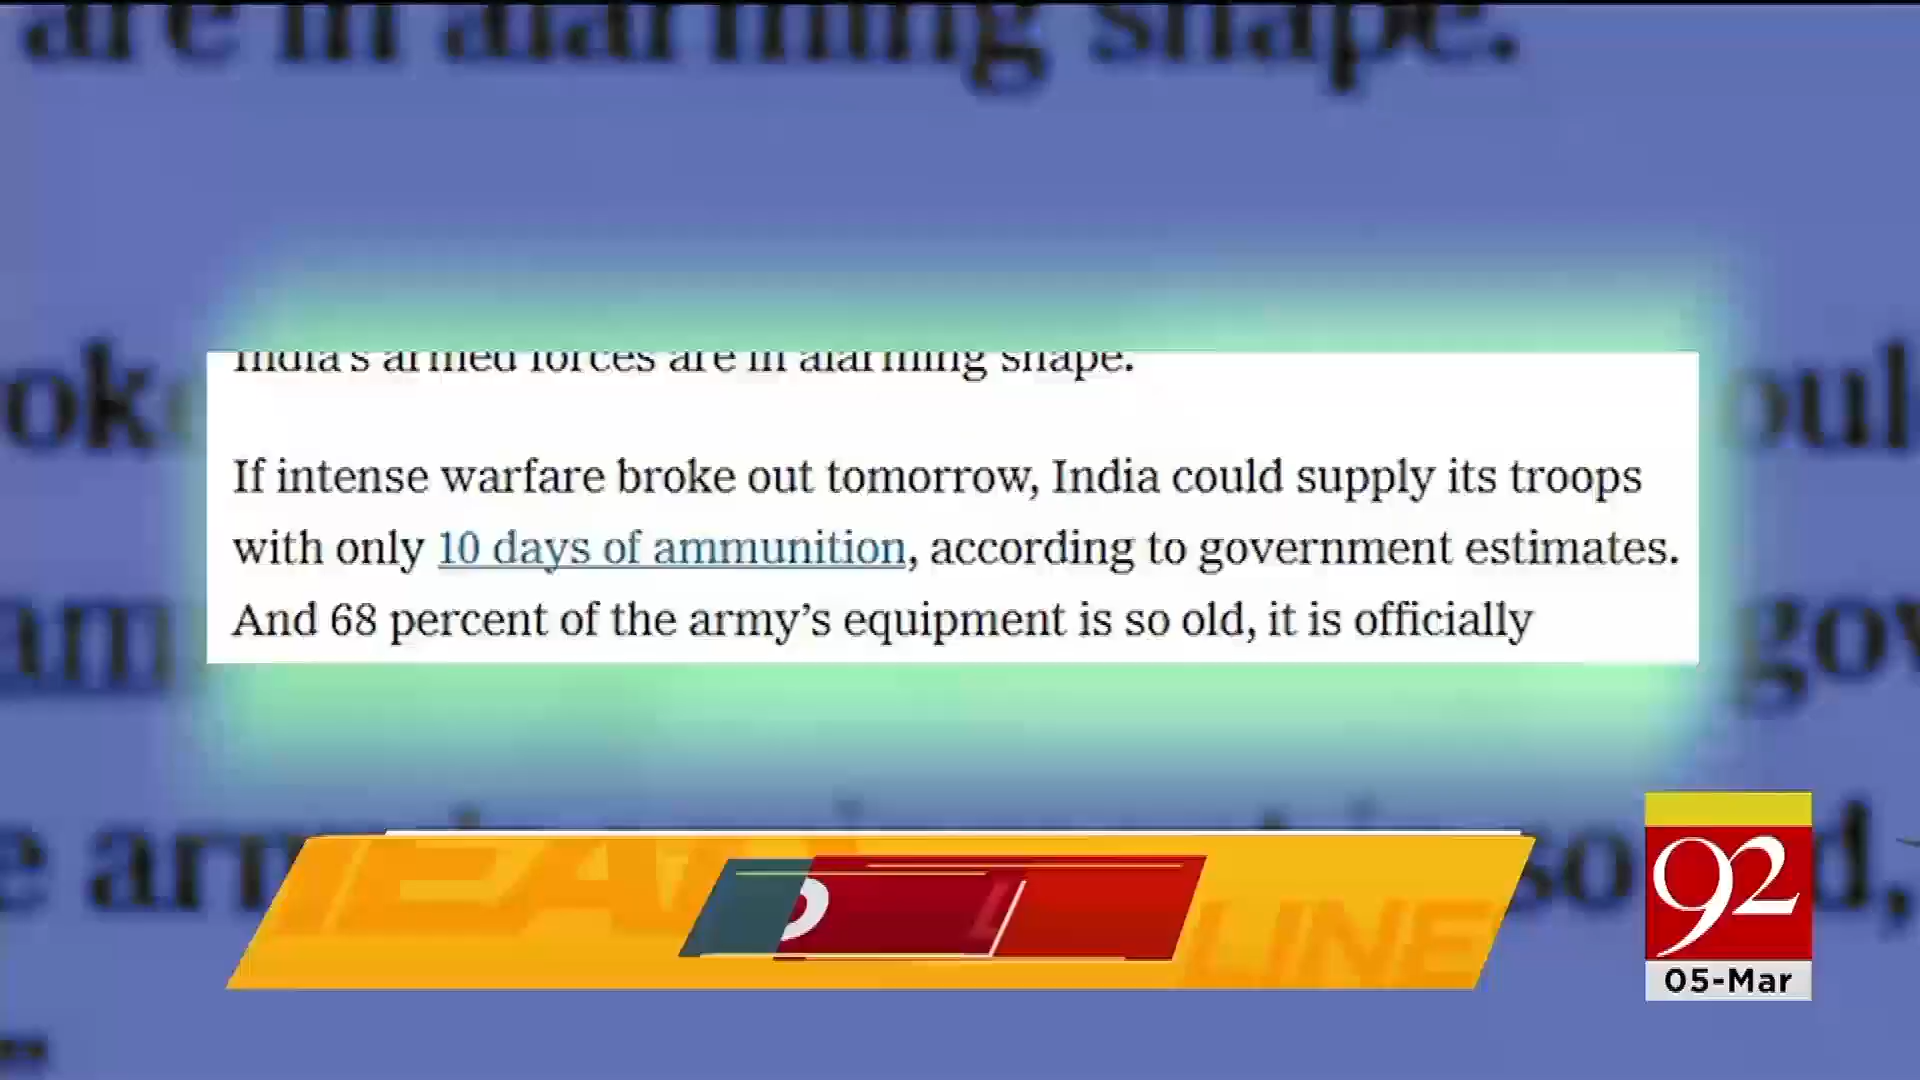 are in alarming shape.
India's armed forces are in alarming shape.
If intense warfare broke out tomorrow, India could supply its troops
with only 10 days of ammunition, according to government estimates.
And 68 percent of the army’s equipment is so old, it is officially
LINE
92
05-Mar